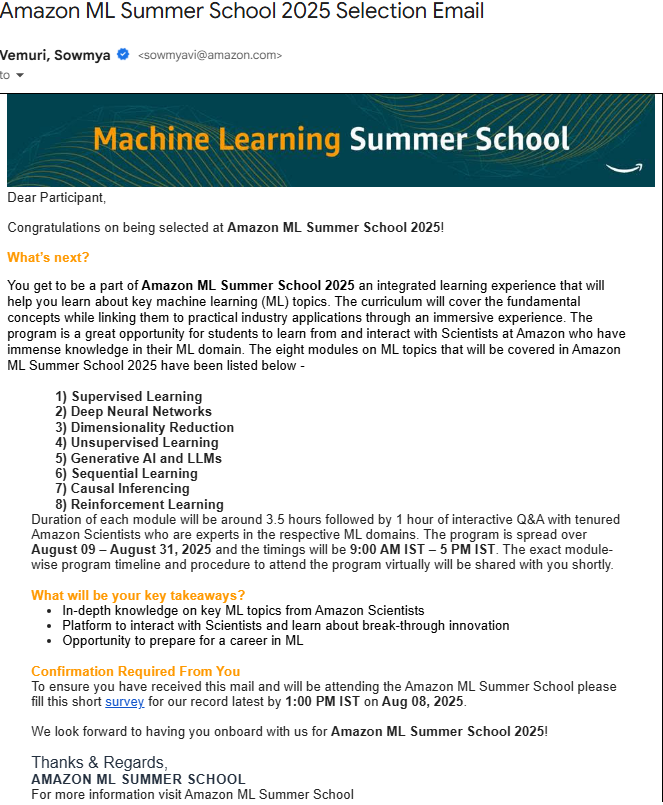 Amazon ML Summer School 2025 Selection Email
Vemuri, Sowmya <sowmyavi@amazon.com>
to
Machine Learning Summer School
Dear Participant,
Congratulations on being selected at Amazon ML Summer School 2025!
What's next?
You get to be a part of Amazon ML Summer School 2025 an integrated learning experience that will
help you learn about key machine learning (ML) topics. The curriculum will cover the fundamental
concepts while linking them to practical industry applications through an immersive experience. The
program is a great opportunity for students to learn from and interact with Scientists at Amazon who have
immense knowledge in their ML domain. The eight modules on ML topics that will be covered in Amazon
ML Summer School 2025 have been listed below -
1) Supervised Learning
2) Deep Neural Networks
3) Dimensionality Reduction
4) Unsupervised Learning
5) Generative AI and LLMs
6) Sequential Learning
7) Causal Inferencing
8) Reinforcement Learning
Duration of each module will be around 3.5 hours followed by 1 hour of interactive Q&A with tenured
Amazon Scientists who are experts in the respective ML domains. The program is spread over
August 09 – August 31, 2025 and the timings will be 9:00 AM IST – 5 PM IST. The exact module-
wise program timeline and procedure to attend the program virtually will be shared with you shortly.
What will be your key takeaways?
• In-depth knowledge on key ML topics from Amazon Scientists
• Platform to interact with Scientists and learn about break-through innovation
• Opportunity to prepare for a career in ML
Confirmation Required From You
To ensure you have received this mail and will be attending the Amazon ML Summer School please
fill this short survey for our record latest by 1:00 PM IST on Aug 08, 2025.
We look forward to having you onboard with us for Amazon ML Summer School 2025!
Thanks & Regards,
AMAZON ML SUMMER SCHOOL
For more information visit Amazon ML Summer School